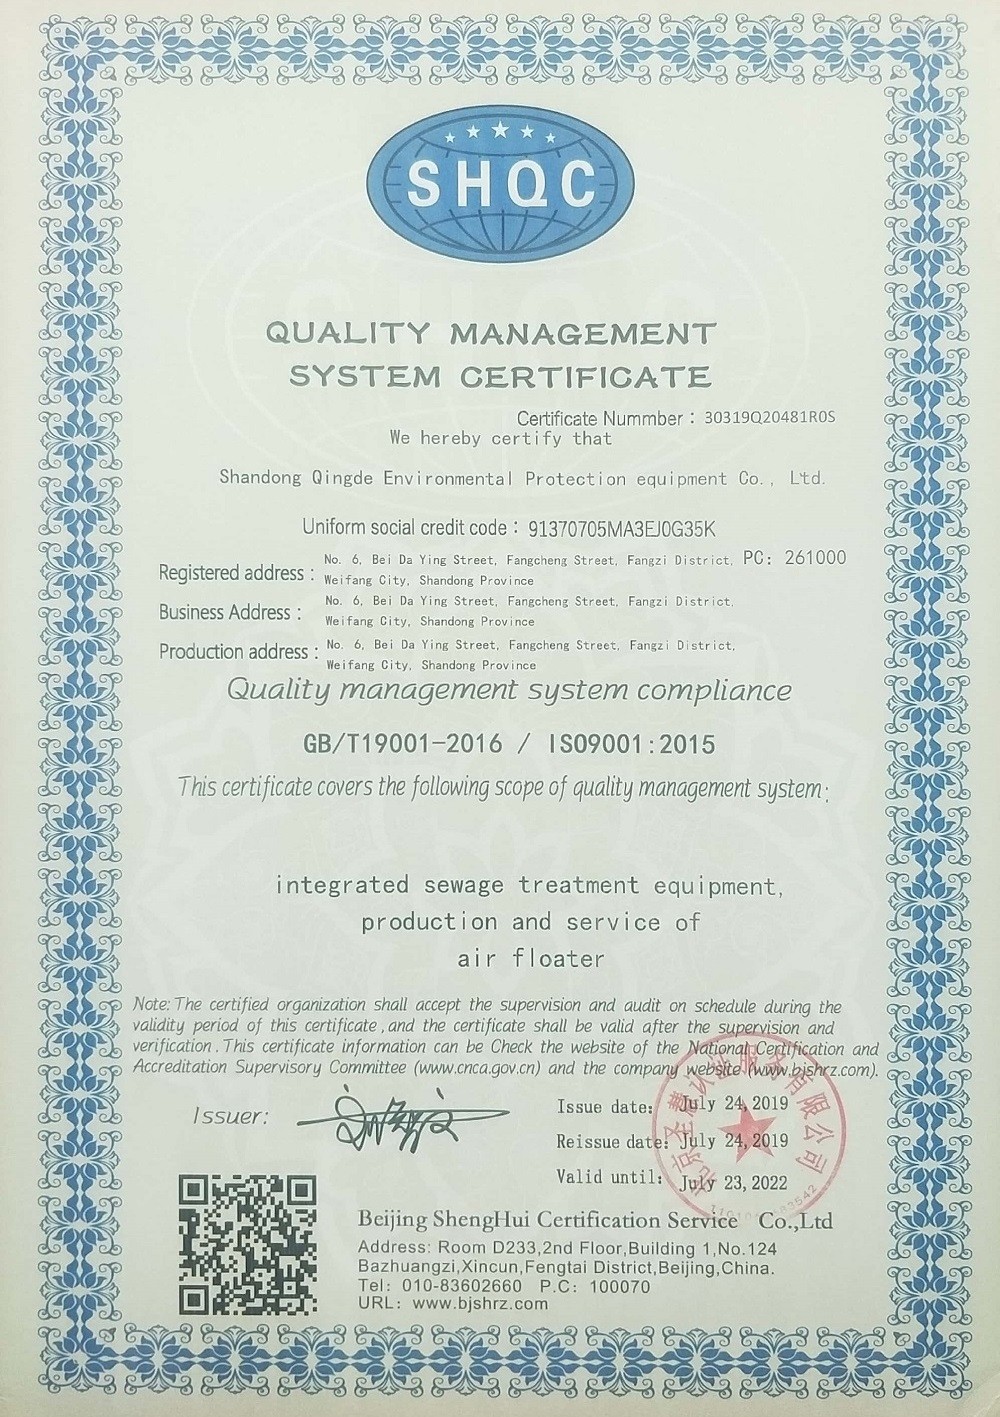 SHQC
QUALITY MANAGEMENT
SYSTEM CERTIFICATE
Certificate Nummber： 30319Q20481R0S
We hereby certify that
Shandong Qingde Environmental Protection equipment Co., Ltd.
Uniform social credit code：91370705MA3EJ0G35K
Registered address： No. 6, Bei Da Ying Street, Fangcheng Street, Fangzi District, PC: 261000
Weifang City, Shandong Province
Business Address： No. 6, Bei Da Ying Street, Fangcheng Street, Fangzi District,
Weifang City, Shandong Province
Production address： No. 6, Bei Da Ying Street, Fangcheng Street, Fangzi District,
Weifang City, Shandong Province
Quality management system compliance
GB/T19001-2016 / ISO9001:2015
This certificate covers the following scope of quality management system:
integrated sewage treatment equipment,
production and service of
air floater
Note: The certified organization shall accept the supervision and audit on schedule during the
validity period of this certificate ,and the certificate shall be valid after the supervision and
verification . This certificate information can be Check the website of the National Certification and
Accreditation Supervisory Committee (www.cnca.gov.cn) and the company website (www.bjshrz.com).
Issuer:
Issue date: July 24,2019
Reissue date: July 24,2019
Valid until: July 23,2022
Beijing ShengHui Certification Service Co.,Ltd
Address: Room D233,2nd Floor,Building 1,No.124
Bazhuangzi,Xincun,Fengtai District,Beijing,China.
Tel: 010-83602660 P.C: 100070
URL: www.bjshrz.com